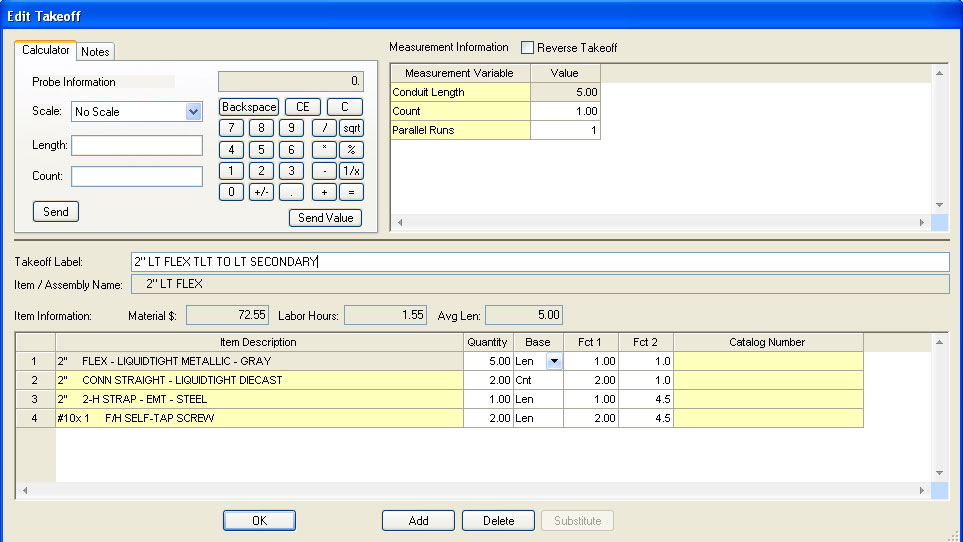 Edit Takeoff
Calculator Notes
Measurement Information Reverse Takeoff
Probe Information 0.
Measurement Variable Value
Conduit Length 5.00
Count 1.00
Parallel Runs 1
Scale: No Scale
Length:
Count:
Send
Backspace CE C
7 8 9 / sqrt
4 5 6 * %
1 2 3 - 1/x
0 +/- . + =
Send Value
Takeoff Label: 2" LT FLEX TLT TO LT SECONDARY
Item / Assembly Name: 2" LT FLEX
Item Information: Material $: 72.55 Labor Hours: 1.55 Avg Len: 5.00
Item Description Quantity Base Fct 1 Fct 2 Catalog Number
1 2" FLEX - LIQUIDTIGHT METALLIC - GRAY 5.00 Len 1.00 1.0
2 2" CONN STRAIGHT - LIQUIDTIGHT DIECAST 2.00 Cnt 2.00 1.0
3 2" 2-H STRAP - EMT - STEEL 1.00 Len 1.00 4.5
4 #10x 1 F/H SELF-TAP SCREW 2.00 Len 2.00 4.5
OK Add Delete Substitute